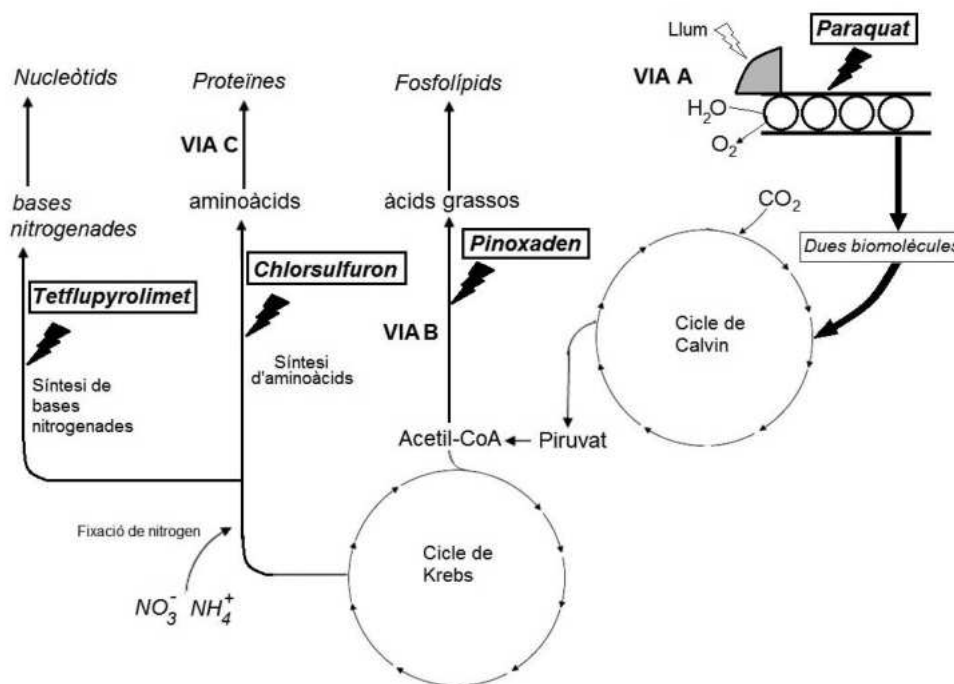 Nucleòtids
Proteïnes
Fosfolípids
Llum
Paraquat
VIA A
H₂O
O₂
VIA C
bases
nitrogenades
aminoàcids
àcids grassos
CO₂
Dues biomolècules
Tetflupyrolimet
Chlorsulfuron
Pinoxaden
VIA B
Cicle de
Calvin
Síntesi de
bases
nitrogenades
Síntesi
d'aminoàcids
Acetil-CoA
Piruvat
Fixació de nitrogen
Cicle de
Krebs
NO₃⁻ NH₄⁺